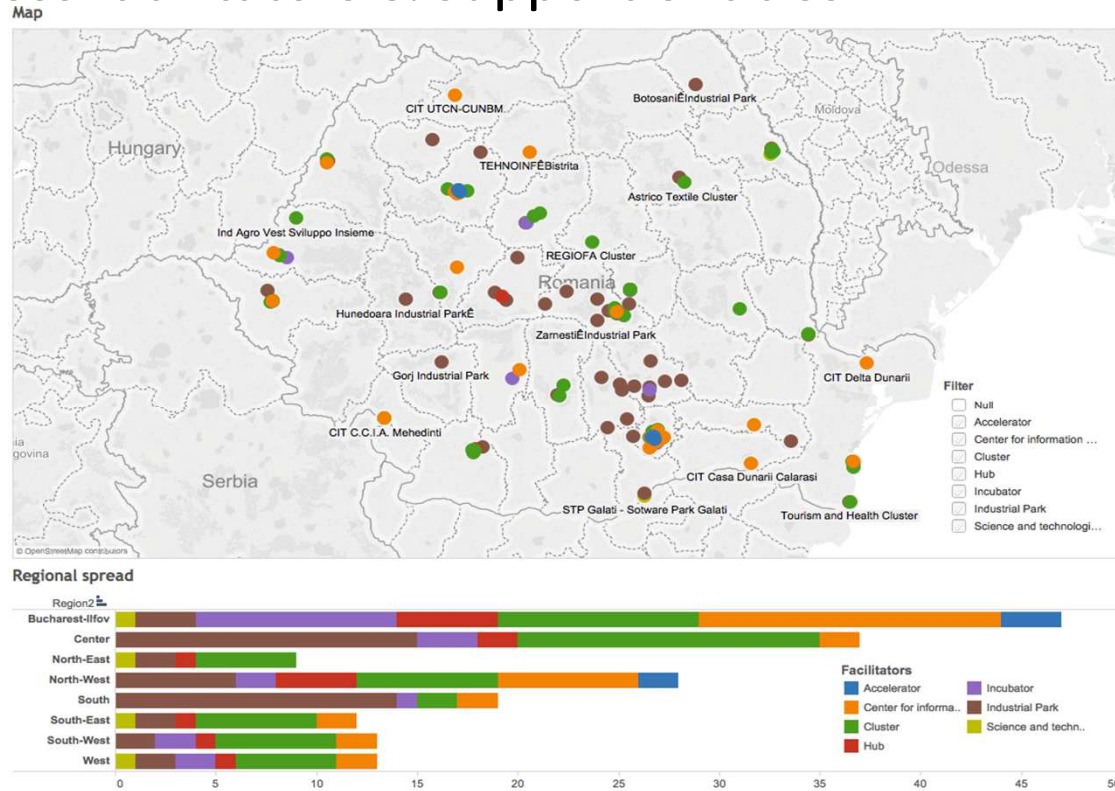 Map
Hungary
Moldova
Odessa
Romania
Serbia
govina
CIT UTCN-CUNBM
BotosaniÊIndustrial Park
TEHNOINFÊBistrita
Astrico Textile Cluster
Ind Agro Vest Sviluppo Insieme
REGIOFA Cluster
Hunedoara Industrial ParkÊ
ZarnestiÊIndustrial Park
Gorj Industrial Park
CIT Delta Dunarii
CIT C.C.I.A. Mehedinti
CIT Casa Dunarii Calarasi
STP Galati - Sotware Park Galati
Tourism and Health Cluster
Filter
Null
Accelerator
Center for information ...
Cluster
Hub
Incubator
Industrial Park
Science and technologi...
© OpenStreetMap contributors
Regional spread
Region2
Bucharest-Ilfov
Center
North-East
North-West
South
South-East
South-West
West
0 5 10 15 20 25 30 35 40 45
Facilitators
Accelerator
Center for informa..
Cluster
Hub
Incubator
Industrial Park
Science and techn..